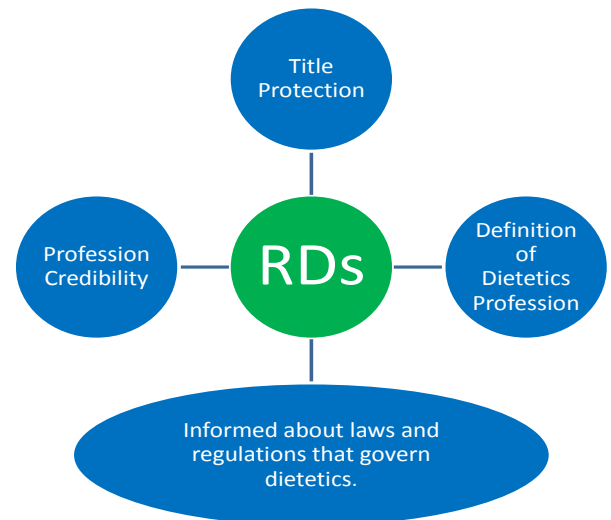 Title
Protection
Profession
Credibility
RDs
Definition
of
Dietetics
Profession
Informed about laws and
regulations that govern
dietetics.